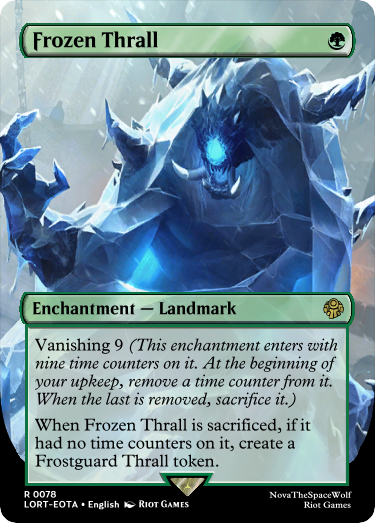 Frozen Thrall
Enchantment — Landmark
Vanishing 9 (This enchantment enters with
nine time counters on it. At the beginning of
your upkeep, remove a time counter from it.
When the last is removed, sacrifice it.)
When Frozen Thrall is sacrificed, if it
had no time counters on it, create a
Frostguard Thrall token.
R 0078
NovaTheSpaceWolf
LORT-EOTA • English Riot Games
Riot Games